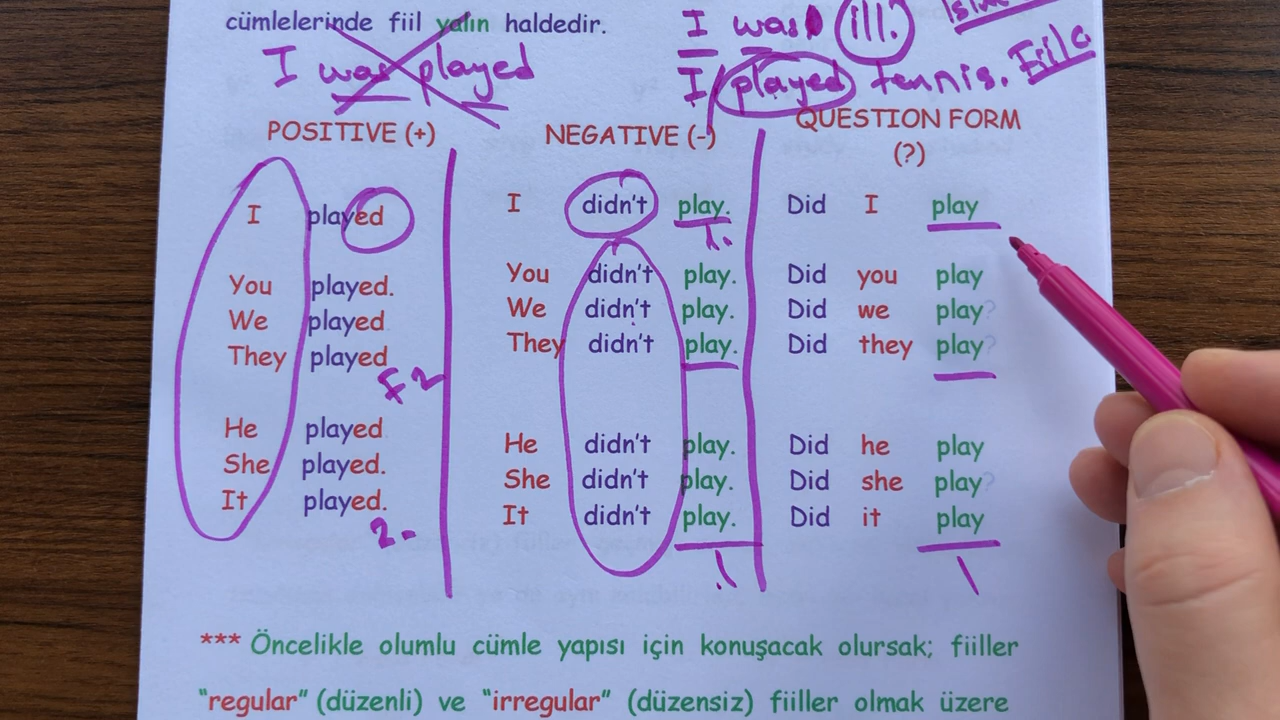 cümlelerinde fiil yalın haldedir.
I was played
I was ill.
I played tennis.
POSITIVE (+) NEGATIVE (-) QUESTION FORM
(?)
I played I didn't play. Did I play
1.
You played. You didn't play. Did you play
We played We didn't play. Did we play?
They played They didn't play. Did they play?
F2
He played He didn't play. Did he play
She played. She didn't play. Did she play?
It played. It didn't play. Did it play
2.
*** Öncelikle olumlu cümle yapısı için konuşacak olursak; fiiller
"regular" (düzenli) ve "irregular" (düzensiz) fiiller olmak üzere